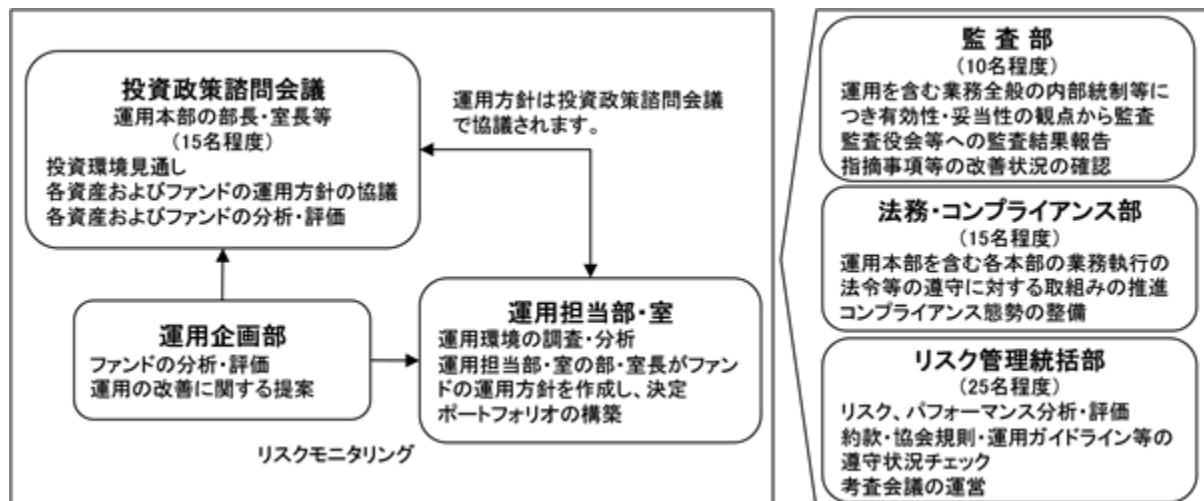 投資政策諮問会議
運用本部の部長・室長等
(15名程度)
投資環境見通し
各資産およびファンドの運用方針の協議
各資産およびファンドの分析・評価
運用方針は投資政策諮問会議
で協議されます。
運用企画部
ファンドの分析・評価
運用の改善に関する提案
運用担当部・室
運用環境の調査・分析
運用担当部・室の部・室長がファン
ドの運用方針を作成し、決定
ポートフォリオの構築
リスクモニタリング
監 査 部
(10名程度)
運用を含む業務全般の内部統制等に
つき有効性・妥当性の観点から監査
監査役会等への監査結果報告
指摘事項等の改善状況の確認
法務・コンプライアンス部
(15名程度)
運用本部を含む各本部の業務執行の
法令等の遵守に対する取組みの推進
コンプライアンス態勢の整備
リスク管理統括部
(25名程度)
リスク、パフォーマンス分析・評価
約款・協会規則・運用ガイドライン等の
遵守状況チェック
考査会議の運営